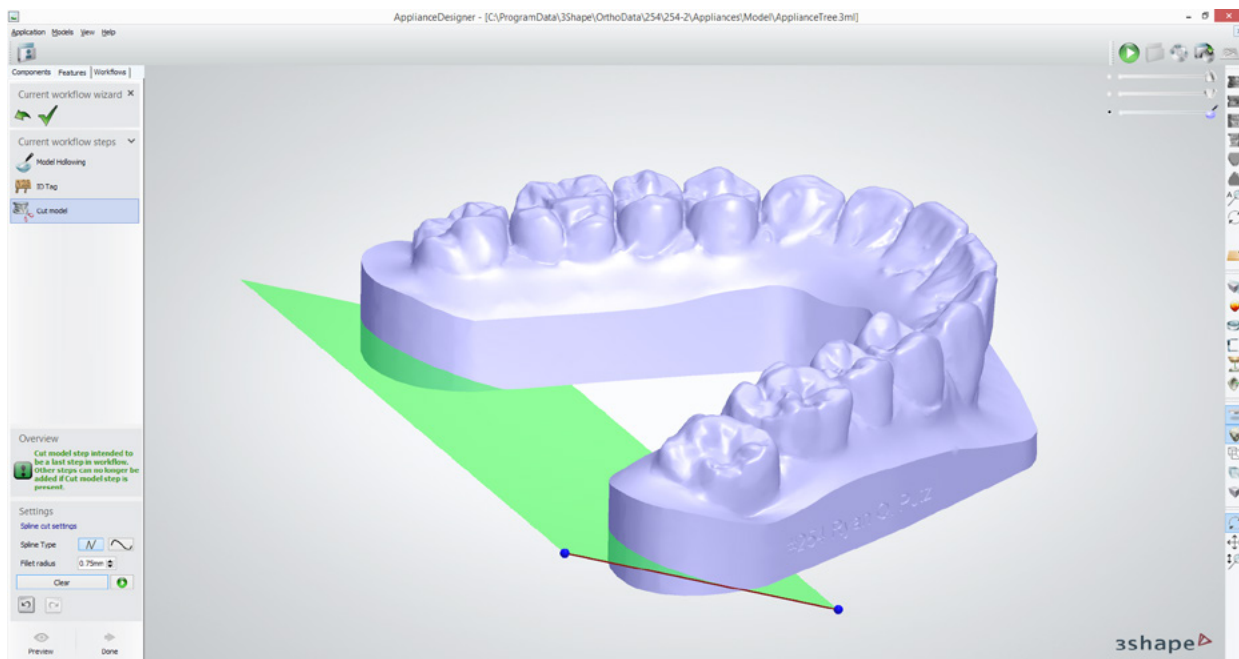 ApplianceDesigner - [C:\ProgramData\3Shape\OrthoData\254\254-2\Appliances\Model\ApplianceTree.3ml]
Application Models View Help
Components Features Workflows
Current workflow wizard
Current workflow steps
Model Hollowing
ID Tag
Cut model
Overview
Cut model step intended to
be a last step in workflow.
Other steps can no longer be
added if Cut model step is
present.
Settings
Spline cut settings
Spline Type
Fillet radius 0.75mm
Clear
Preview Done
3shape